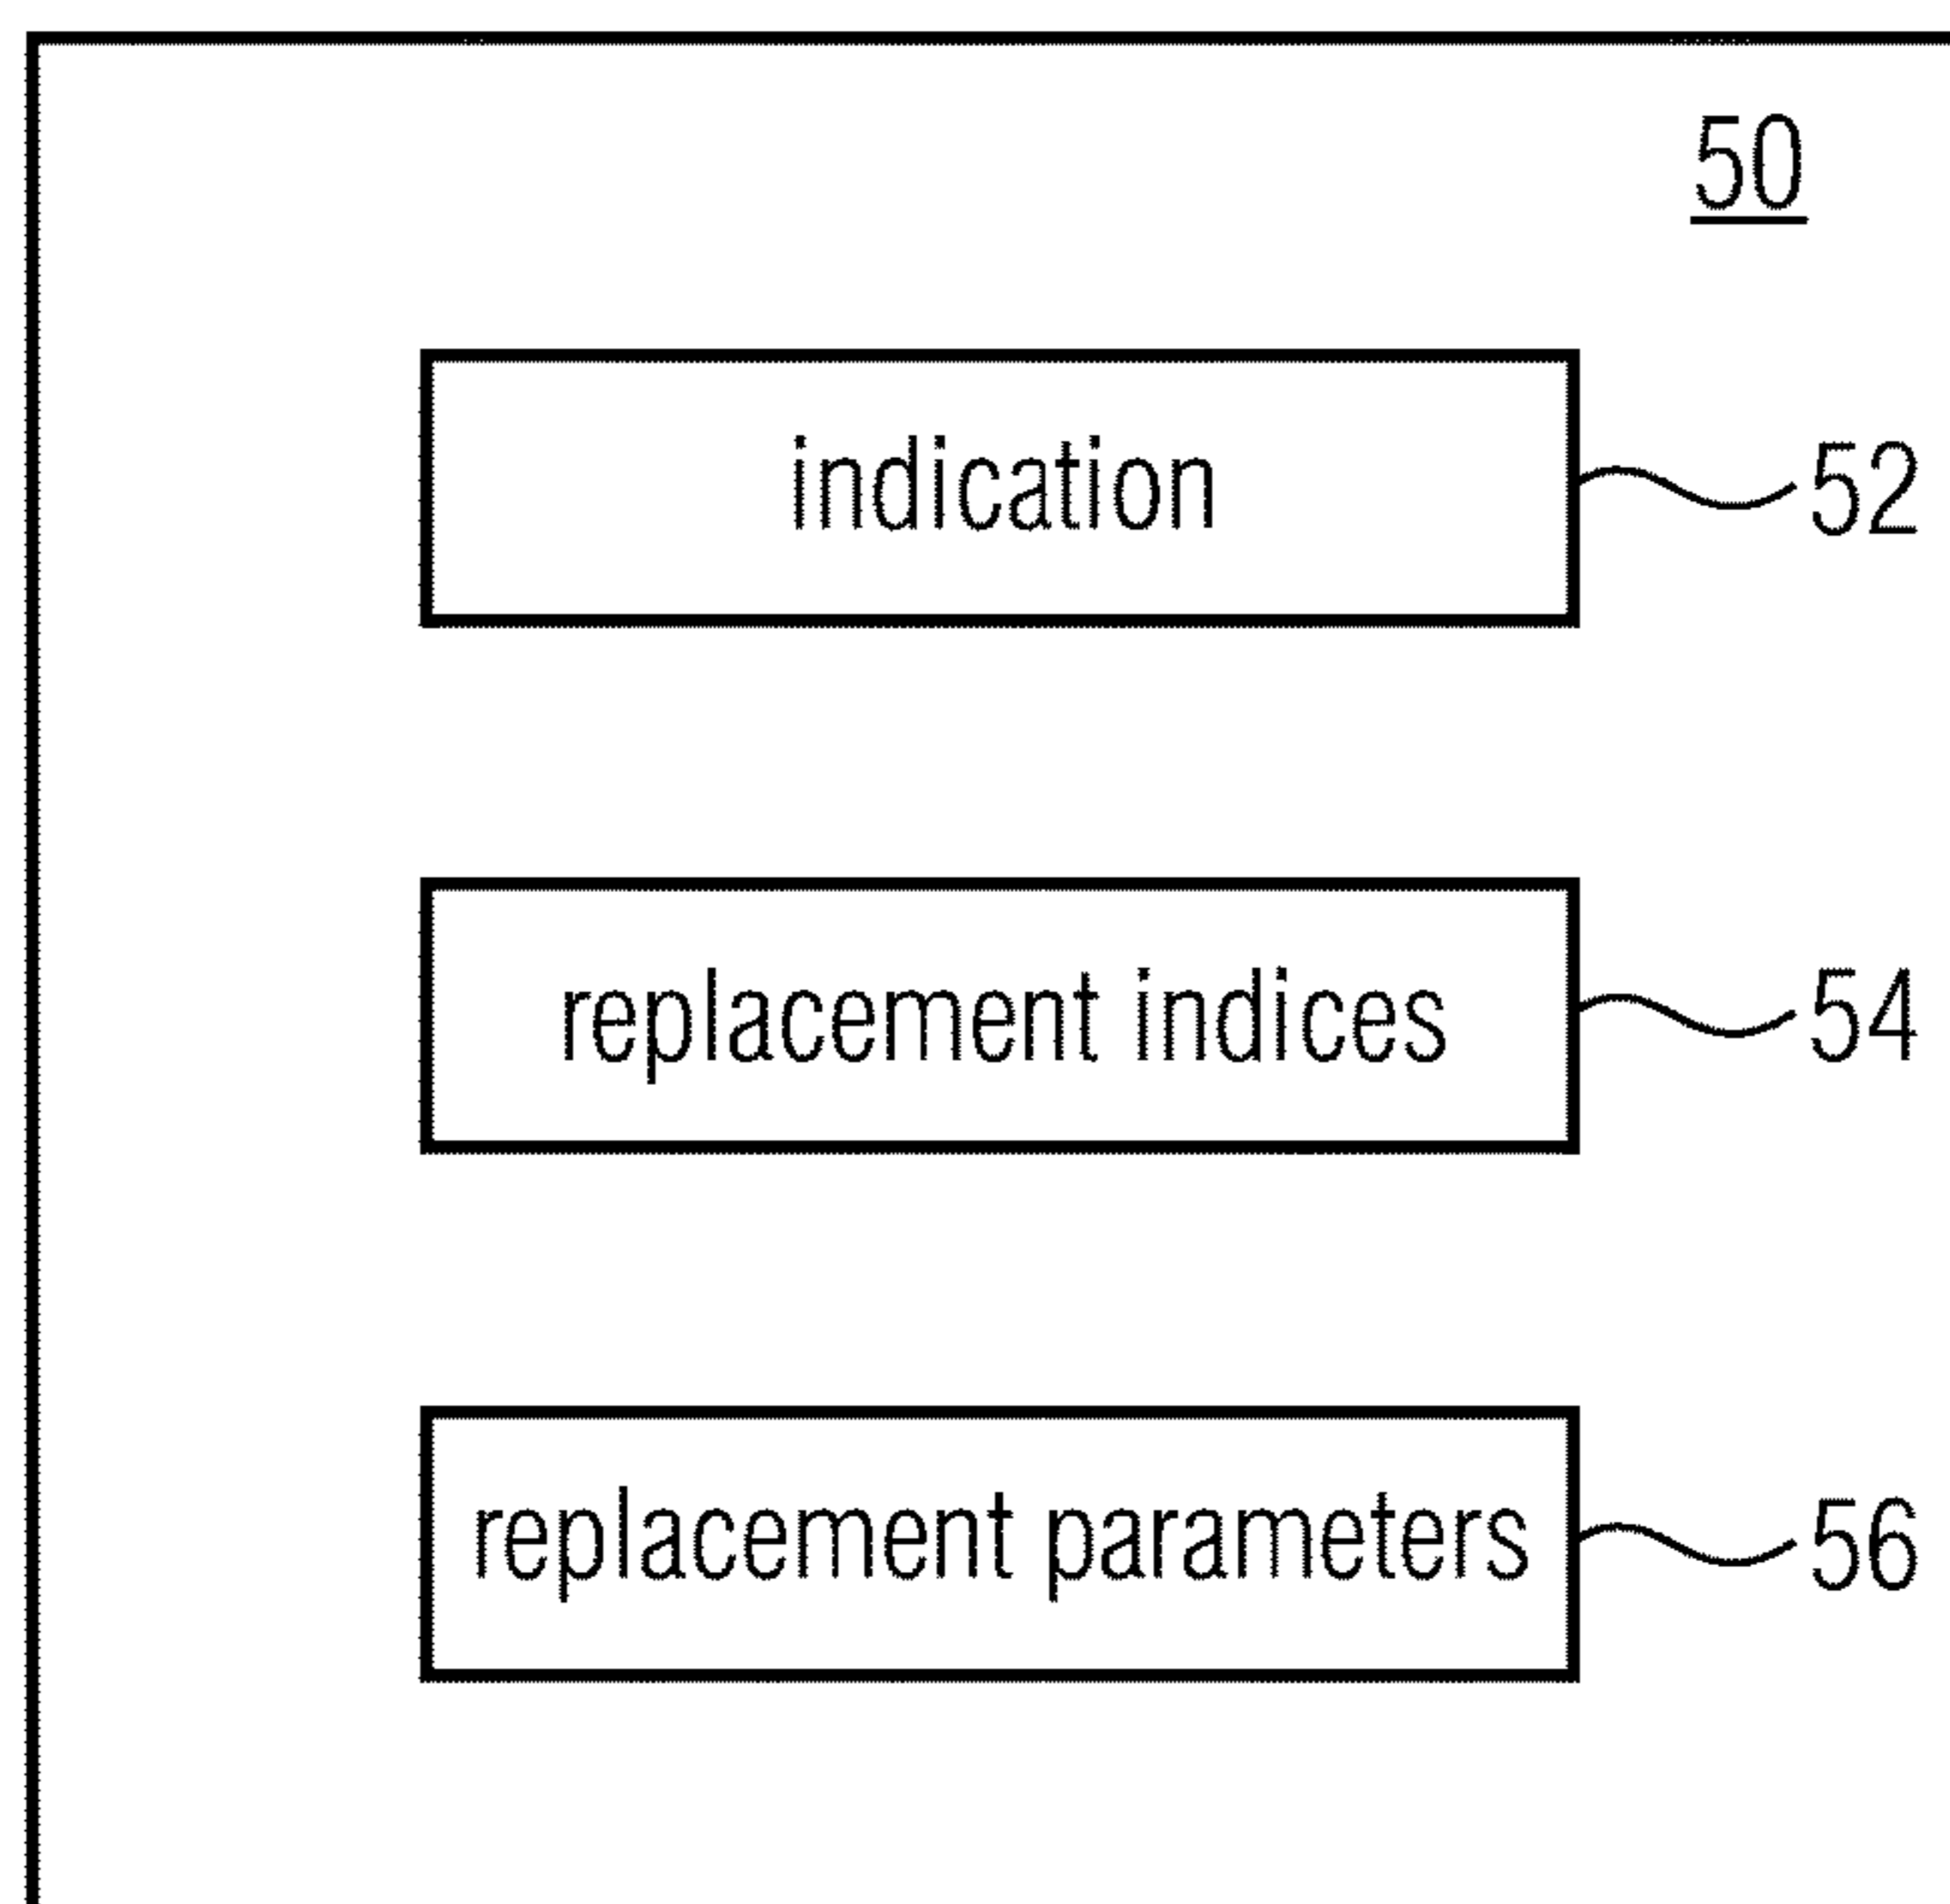 50
indication 52
replacement indices 54
replacement parameters 56